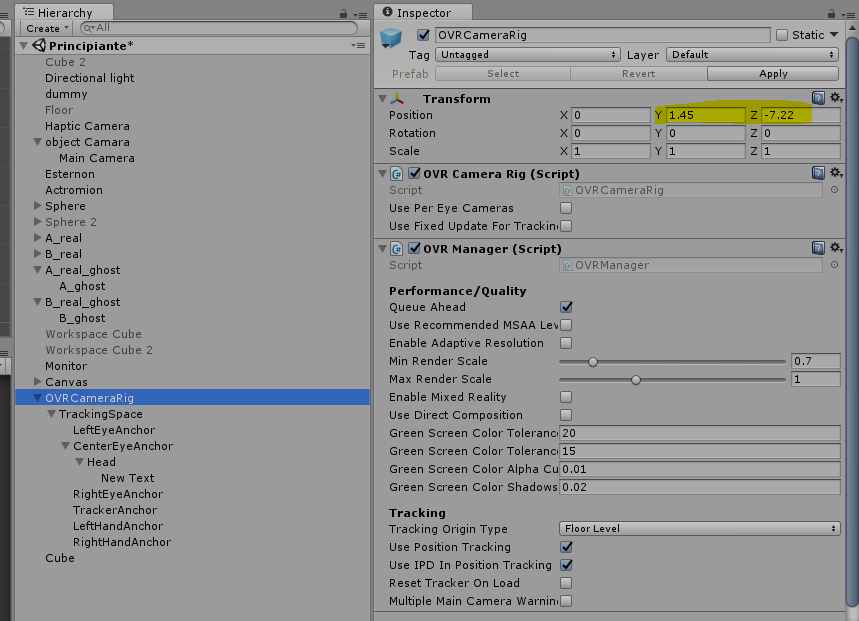 Hierarchy
Create
All
Principiante*
Cube 2
Directional light
dummy
Floor
Haptic Camera
object Camara
Main Camera
Esternon
Actromion
Sphere
Sphere 2
A_real
B_real
A_real_ghost
A_ghost
B_real_ghost
B_ghost
Workspace Cube
Workspace Cube 2
Monitor
Canvas
OVRCameraRig
TrackingSpace
LeftEyeAnchor
CenterEyeAnchor
Head
New Text
RightEyeAnchor
TrackerAnchor
LeftHandAnchor
RightHandAnchor
Cube
Inspector
OVRCameraRig Static
Tag Untagged Layer Default
Prefab Select Revert Apply
Transform
Position X 0 Y 1.45 Z -7.22
Rotation X 0 Y 0 Z 0
Scale X 1 Y 1 Z 1
OVR Camera Rig (Script)
Script OVRCameraRig
Use Per Eye Cameras
Use Fixed Update For Trackin
OVR Manager (Script)
Script OVRManager
Performance/Quality
Queue Ahead
Use Recommended MSAA Lev
Enable Adaptive Resolution
Min Render Scale 0.7
Max Render Scale 1
Enable Mixed Reality
Use Direct Composition
Green Screen Color Tolerance 20
Green Screen Color Tolerance 15
Green Screen Color Alpha Cu 0.01
Green Screen Color Shadows 0.02
Tracking
Tracking Origin Type Floor Level
Use Position Tracking
Use IPD In Position Tracking
Reset Tracker On Load
Multiple Main Camera Warnin